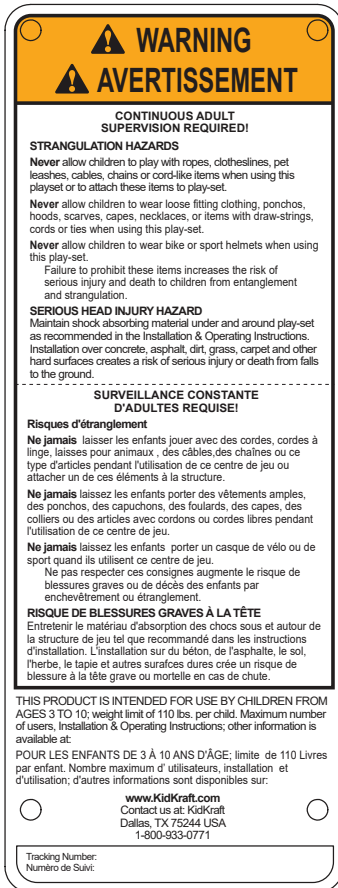 WARNING
AVERTISSEMENT
CONTINUOUS ADULT
SUPERVISION REQUIRED!
STRANGULATION HAZARDS
Never allow children to play with ropes, clotheslines, pet
leashes, cables, chains or cord-like items when using this
playset or to attach these items to play-set.
Never allow children to wear loose fitting clothing, ponchos,
hoods, scarves, capes, necklaces, or items with draw-strings,
cords or ties when using this play-set.
Never allow children to wear bike or sport helmets when using
this play-set.
Failure to prohibit these items increases the risk of
serious injury and death to children from entanglement
and strangulation.
SERIOUS HEAD INJURY HAZARD
Maintain shock absorbing material under and around play-set
as recommended in the Installation & Operating Instructions.
Installation over concrete, asphalt, dirt, grass, carpet and other
hard surfaces creates a risk of serious injury or death from falls
to the ground.
SURVEILLANCE CONSTANTE
D'ADULTES REQUISE!
Risques d'étranglement
Ne jamais laisser les enfants jouer avec des cordes, cordes à
linge, laisses pour animaux , des câbles,des chaînes ou ce
type d'articles pendant l'utilisation de ce centre de jeu ou
attacher un de ces éléments à la structure.
Ne jamais laissez les enfants porter des vêtements amples,
des ponchos, des capuchons, des foulards, des capes, des
colliers ou des articles avec cordons ou cordes libres pendant
l'utilisation de ce centre de jeu.
Ne jamais laissez les enfants porter un casque de vélo ou de
sport quand ils utilisent ce centre de jeu.
Ne pas respecter ces consignes augmente le risque de
blessures graves ou de décès des enfants par
enchevêtrement ou étranglement.
RISQUE DE BLESSURES GRAVES À LA TÊTE
Entretenir le matériau d'absorption des chocs sous et autour de
la structure de jeu tel que recommandé dans les instructions
d'installation. L'installation sur du béton, de l'asphalte, le sol,
l'herbe, le tapie et autres surafces dures crée un risque de
blessure à la tête grave ou mortelle en cas de chute.
THIS PRODUCT IS INTENDED FOR USE BY CHILDREN FROM
AGES 3 TO 10; weight limit of 110 lbs. per child. Maximum number
of users, Installation & Operating Instructions; other information is
available at:
POUR LES ENFANTS DE 3 À 10 ANS D'ÂGE; limite de 110 Livres
par enfant. Nombre maximum d' utilisateurs, installation et
d'utilisation; d'autres informations sont disponibles sur:
www.KidKraft.com
Contact us at: KidKraft
Dallas, TX 75244 USA
1-800-933-0771
Tracking Number:
Numèro de Suivi: